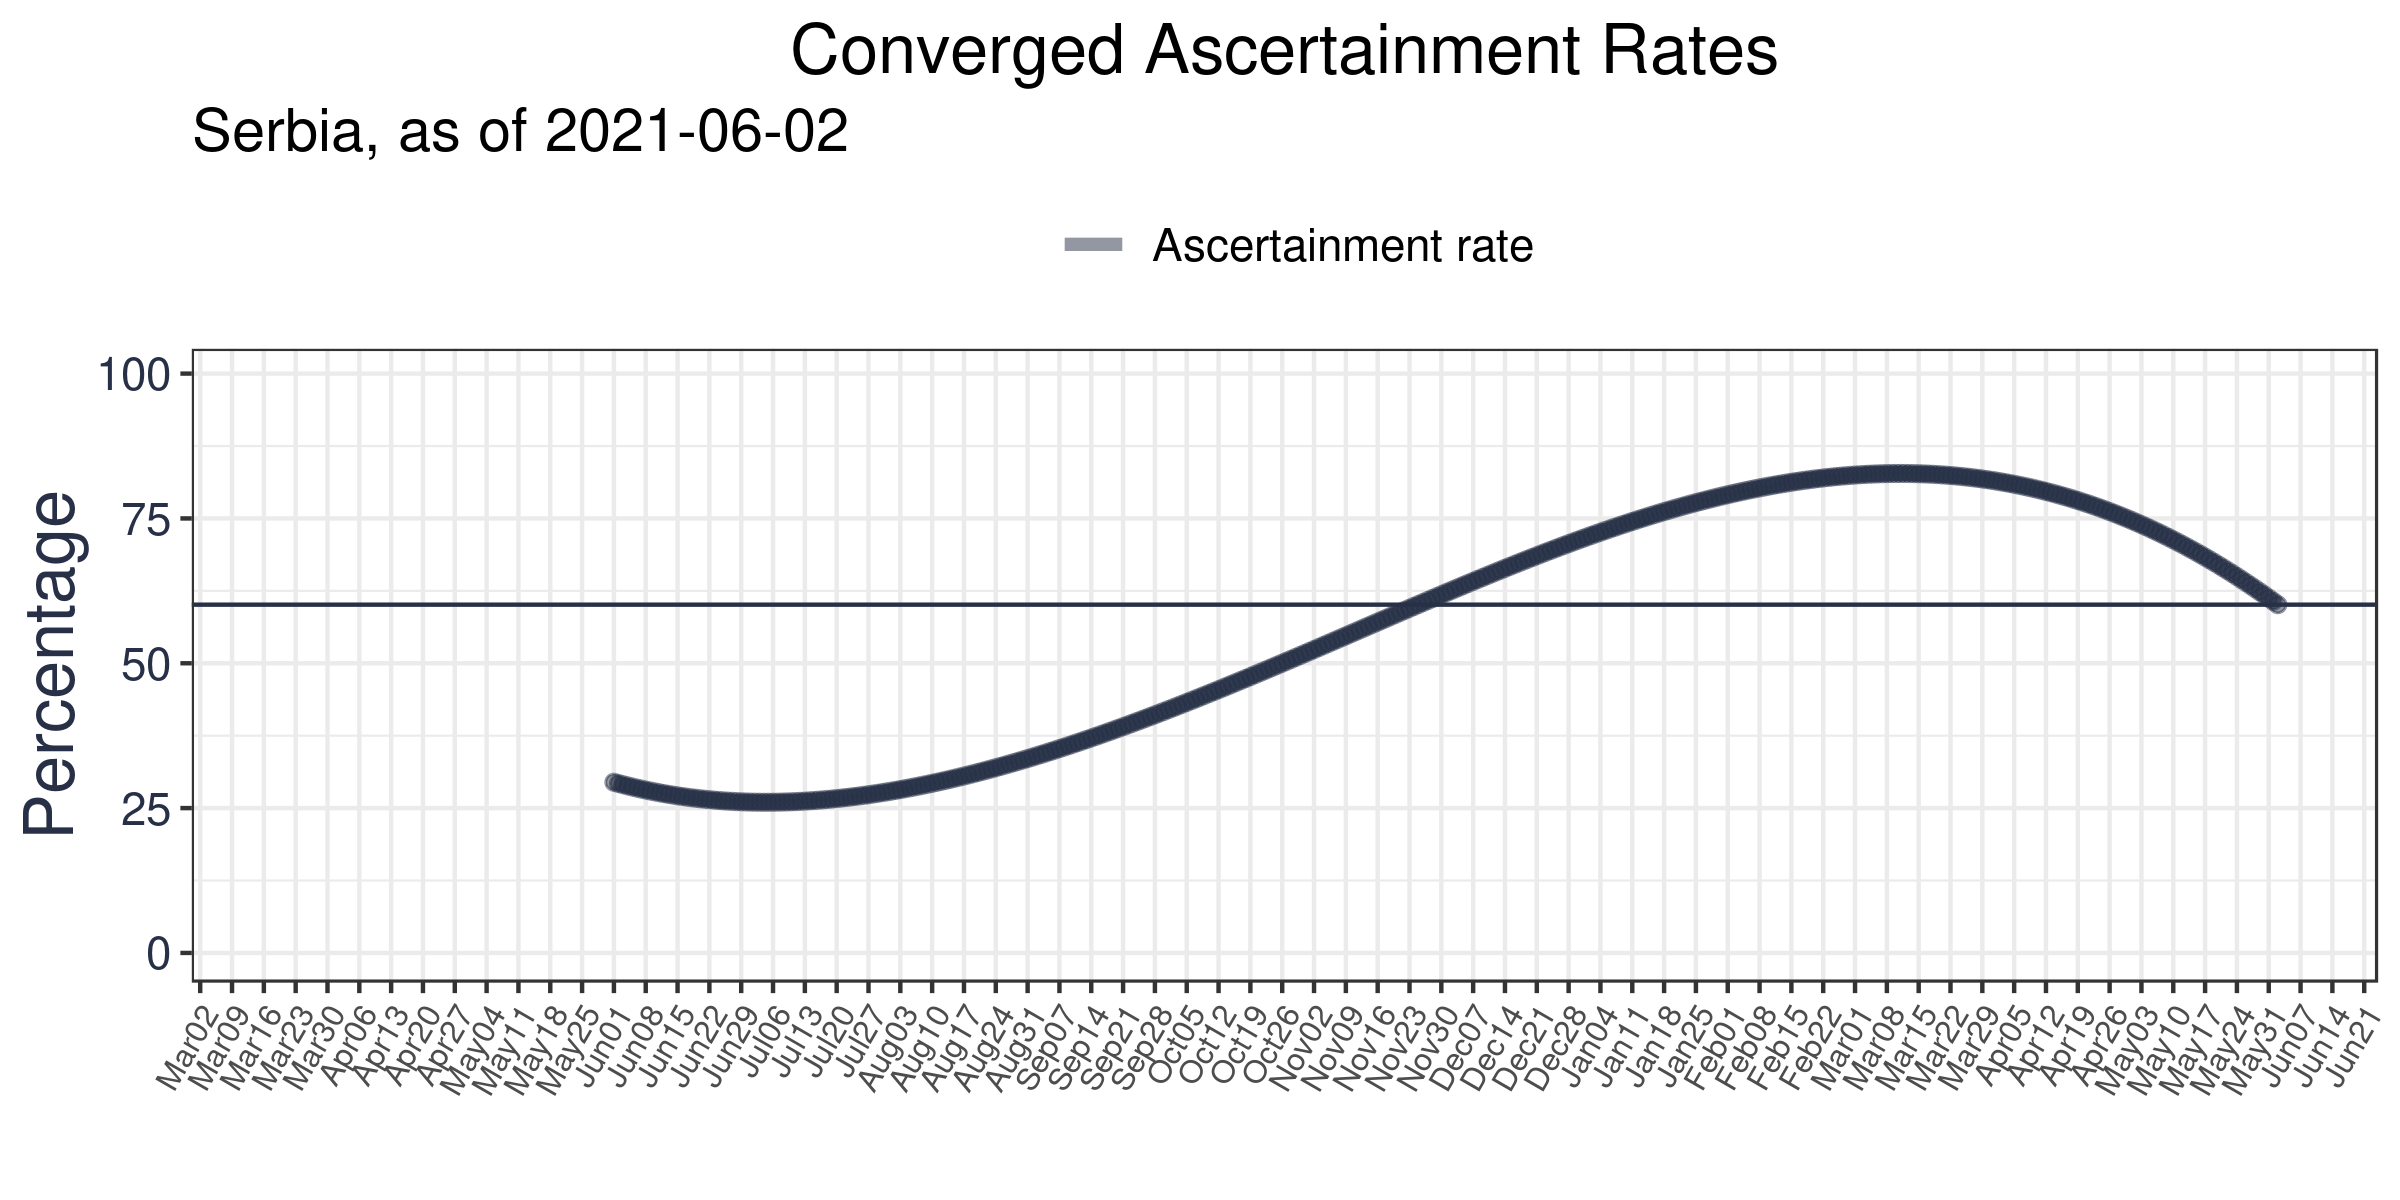 Converged Ascertainment Rates
Serbia, as of 2021-06-02
Ascertainment rate
Percentage
100
75
50
25
0
Mar02
Mar09
Mar16
Mar23
Mar30
Apr06
Apr13
Apr20
Apr27
May04
May11
May18
May25
Jun01
Jun08
Jun15
Jun22
Jun29
Jul06
Jul13
Jul20
Jul27
Aug03
Aug10
Aug17
Aug24
Aug31
Sep07
Sep14
Sep21
Sep28
Oct05
Oct12
Oct19
Oct26
Nov02
Nov09
Nov16
Nov23
Nov30
Dec07
Dec14
Dec21
Dec28
Jan04
Jan11
Jan18
Jan25
Feb01
Feb08
Feb15
Feb22
Mar01
Mar08
Mar15
Mar22
Mar29
Apr05
Apr12
Apr19
Apr26
May03
May10
May17
May24
May31
Jun07
Jun14
Jun21